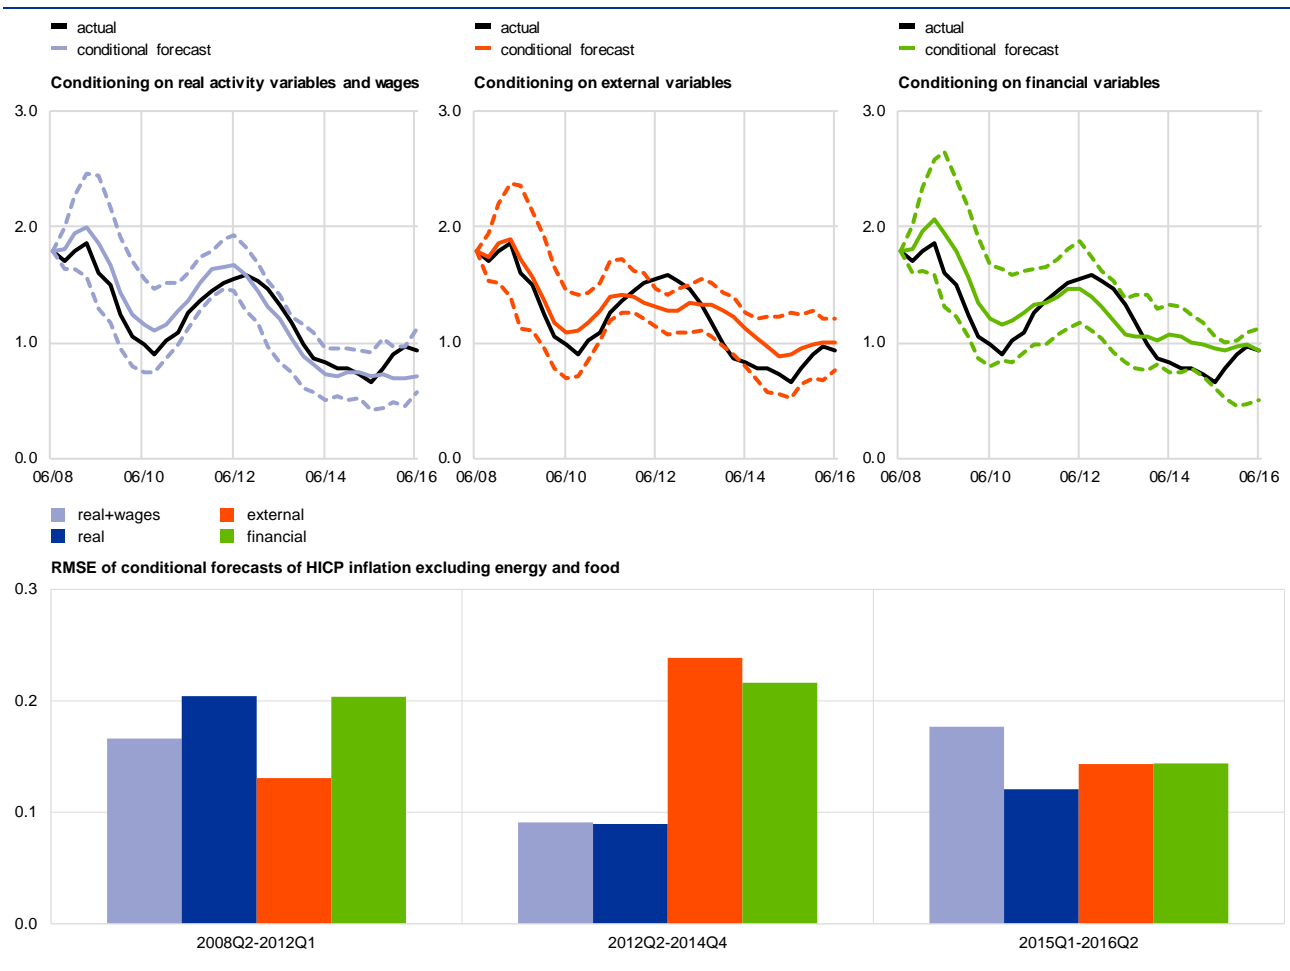 actual
conditional forecast
Conditioning on real activity variables and wages
3.0
2.0
1.0
0.0
06/08
06/10
06/12
06/14
06/16
actual
conditional forecast
Conditioning on external variables
3.0
2.0
1.0
0.0
06/08
06/10
06/12
06/14
06/16
actual
conditional forecast
Conditioning on financial variables
3.0
2.0
1.0
0.0
06/08
06/10
06/12
06/14
06/16
real+wages
external
real
financial
RMSE of conditional forecasts of HICP inflation excluding energy and food
0.3
0.2
0.1
0.0
2008Q2-2012Q1
2012Q2-2014Q4
2015Q1-2016Q2